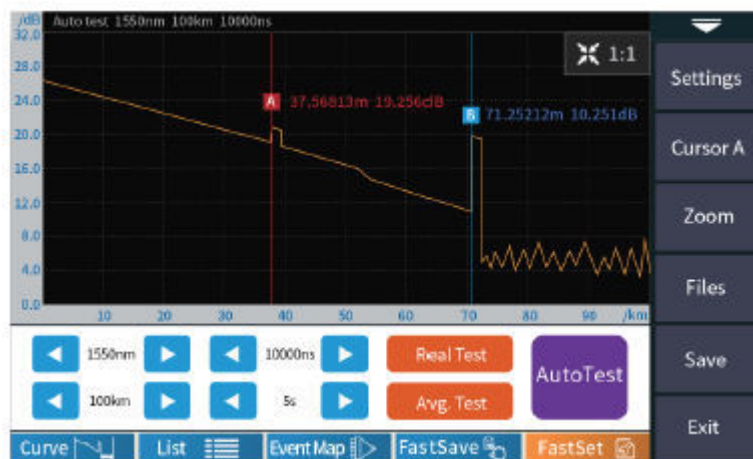 /dB Auto test 1550nm 100km 10000ns
32.0
28.0
24.0
20.0
16.0
12.0
8.0
4.0
0.0
1:1
A 37.56813m 19.256dB
B 71.25212m 10.251dB
10 20 30 40 50 60 70 80 90 /km
Settings
Cursor A
Zoom
Files
Save
Exit
1550nm 10000ns Real Test
AutoTest
100km 5s Avg. Test
Curve List Event Map FastSave FastSet